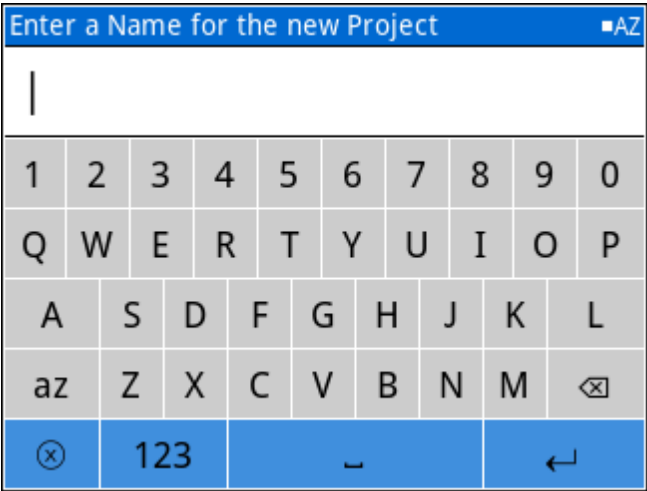 Enter a Name for the new Project ■AZ
1 2 3 4 5 6 7 8 9 0
Q W E R T Y U I O P
A S D F G H J K L
az Z X C V B N M ⌫
ⓧ 123 ␣ ↵